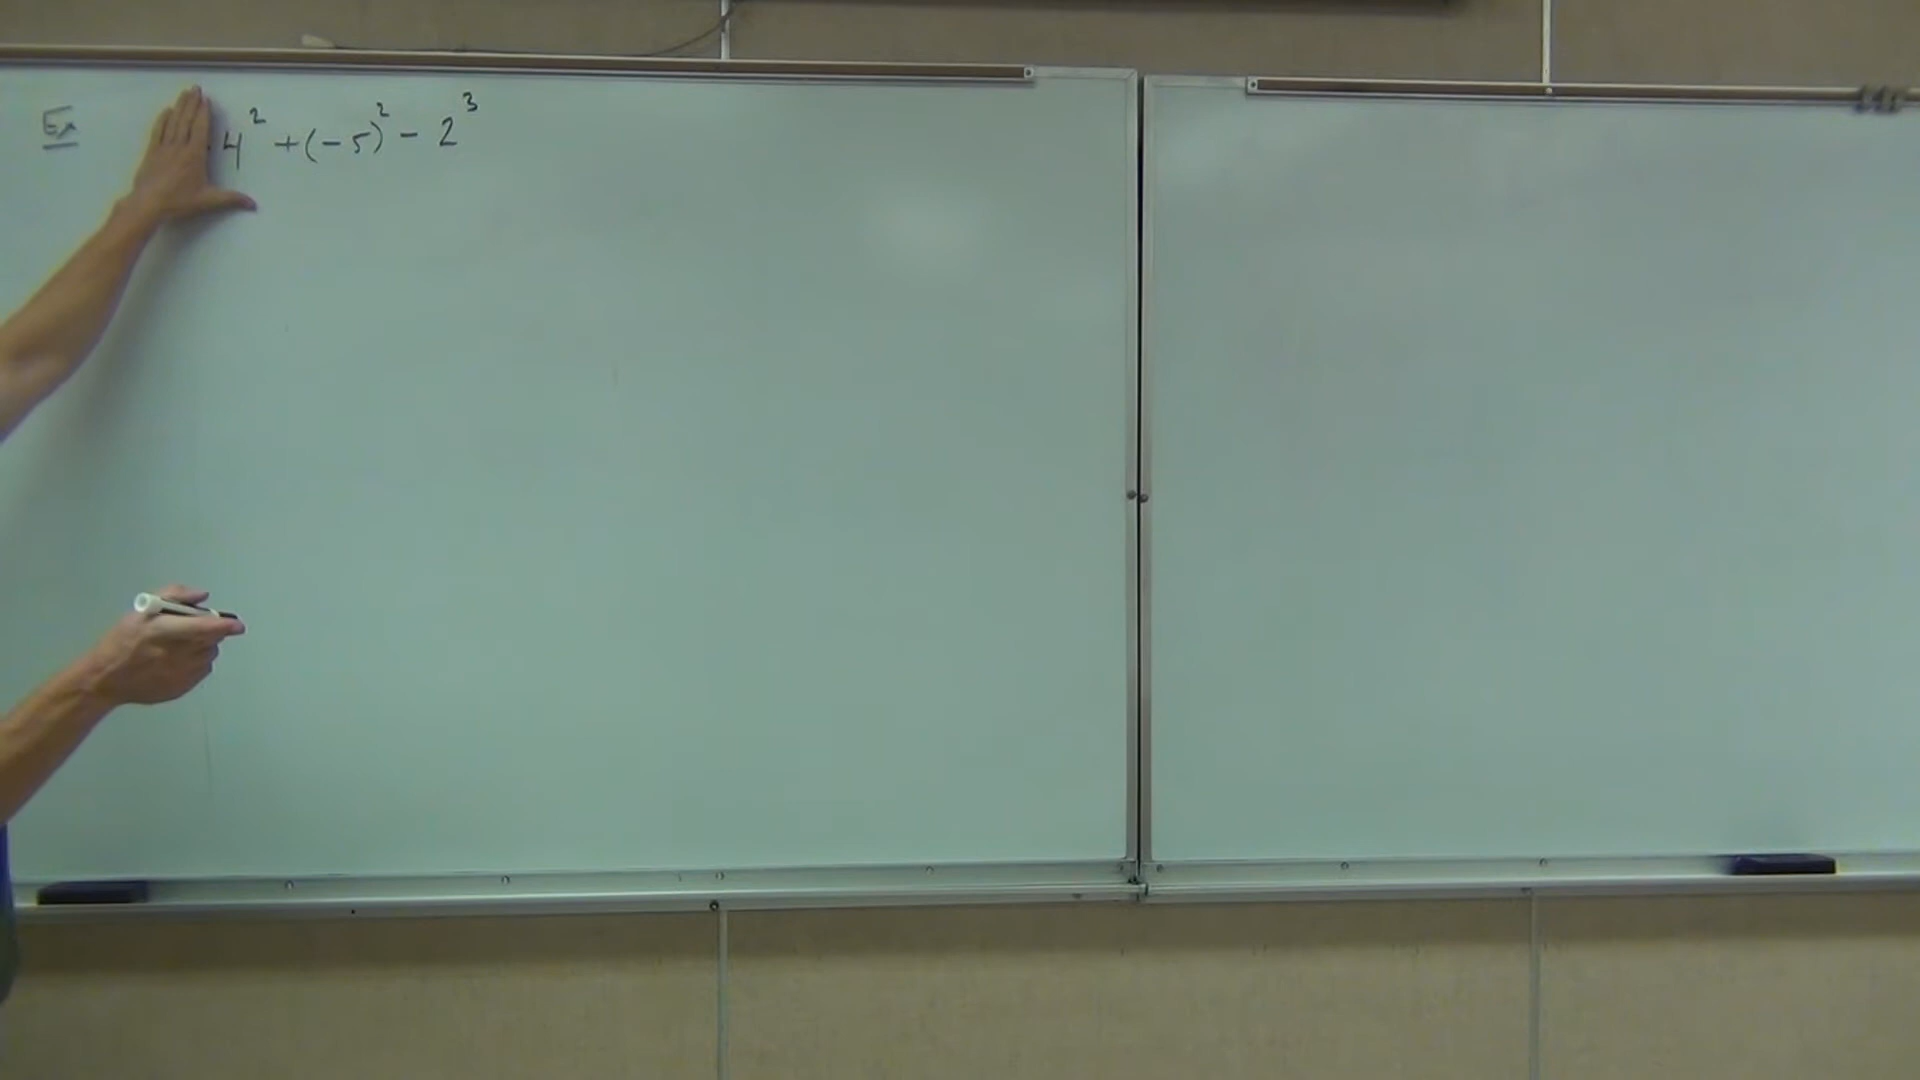 Ex 4² + (-5)² - 2³